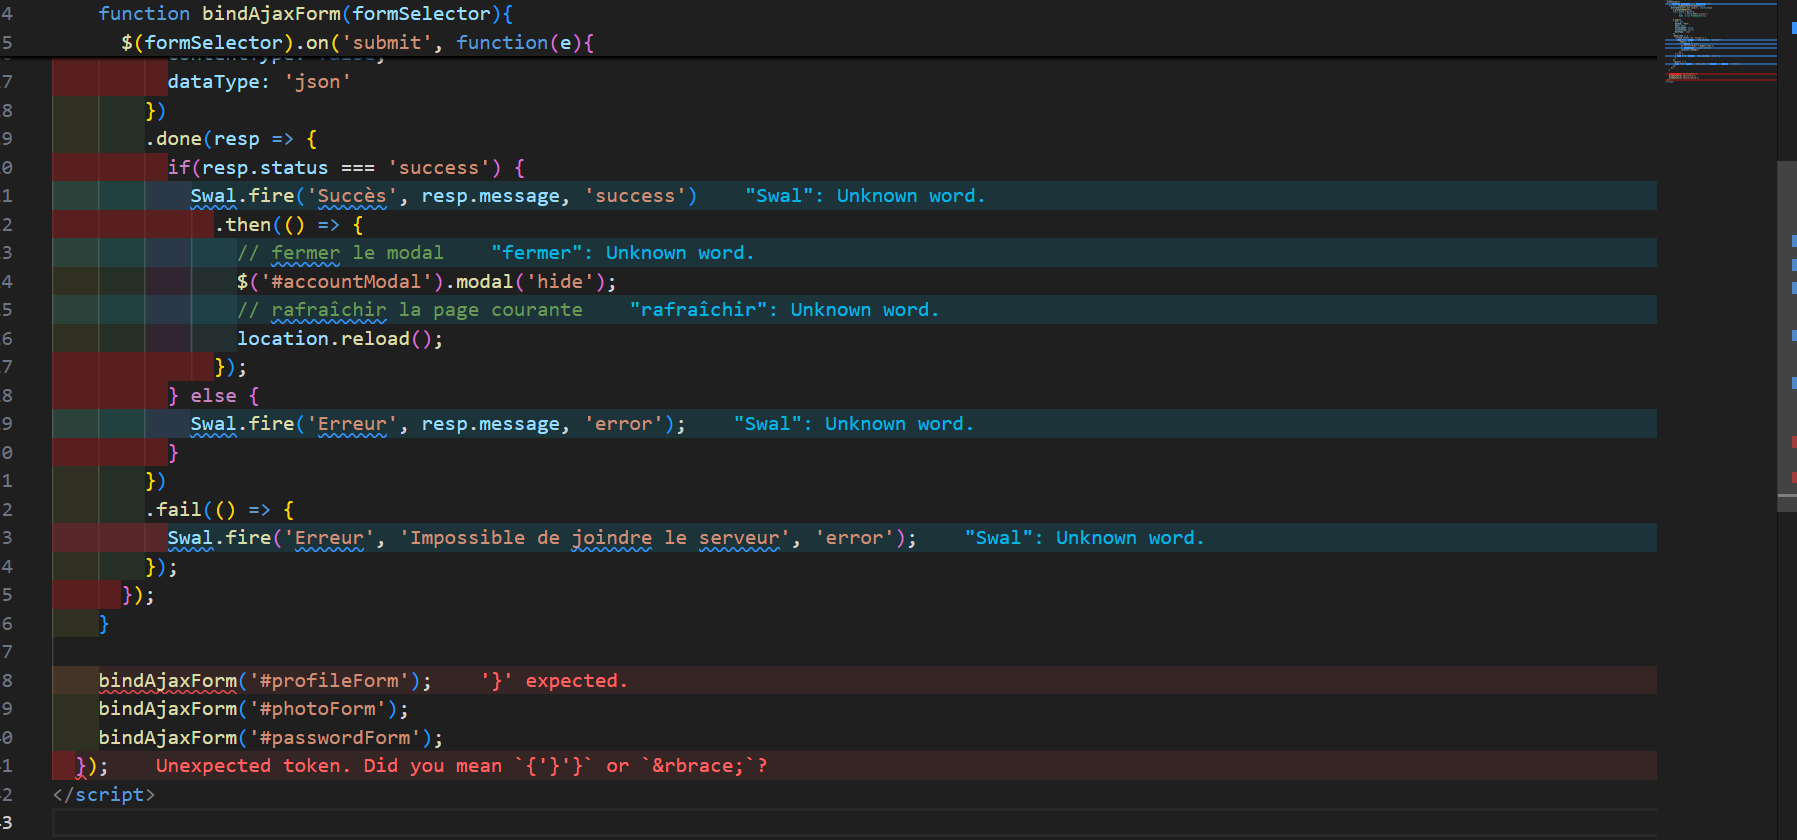 4 function bindAjaxForm(formSelector){
5 $(formSelector).on('submit', function(e){
contentType: false,
7 dataType: 'json'
8 })
9 .done(resp => {
0 if(resp.status === 'success') {
1 Swal.fire('Succès', resp.message, 'success') "Swal": Unknown word.
2 .then(() => {
3 // fermer le modal "fermer": Unknown word.
4 $('#accountModal').modal('hide');
5 // rafraîchir la page courante "rafraîchir": Unknown word.
6 location.reload();
7 });
8 } else {
9 Swal.fire('Erreur', resp.message, 'error'); "Swal": Unknown word.
0 }
1 })
2 .fail(() => {
3 Swal.fire('Erreur', 'Impossible de joindre le serveur', 'error'); "Swal": Unknown word.
4 });
5 });
6 }
7
8 bindAjaxForm('#profileForm'); '}' expected.
9 bindAjaxForm('#photoForm');
0 bindAjaxForm('#passwordForm');
1 }); Unexpected token. Did you mean `{'}'}` or `&rbrace;`?
2 </script>
3